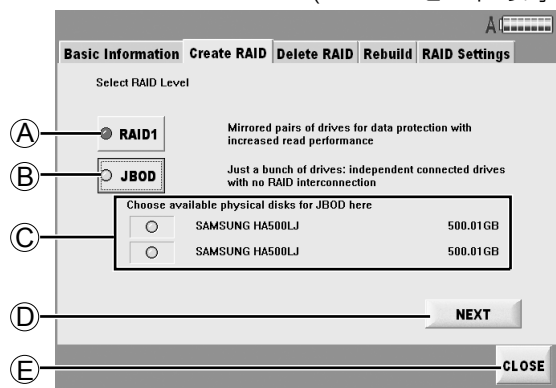 A
Basic Information Create RAID Delete RAID Rebuild RAID Settings
Select RAID Level
A RAID1 Mirrored pairs of drives for data protection with
increased read performance
B JBOD Just a bunch of drives: independent connected drives
with no RAID interconnection
Choose available physical disks for JBOD here
C SAMSUNG HA500LJ 500.01GB
SAMSUNG HA500LJ 500.01GB
D NEXT
E CLOSE